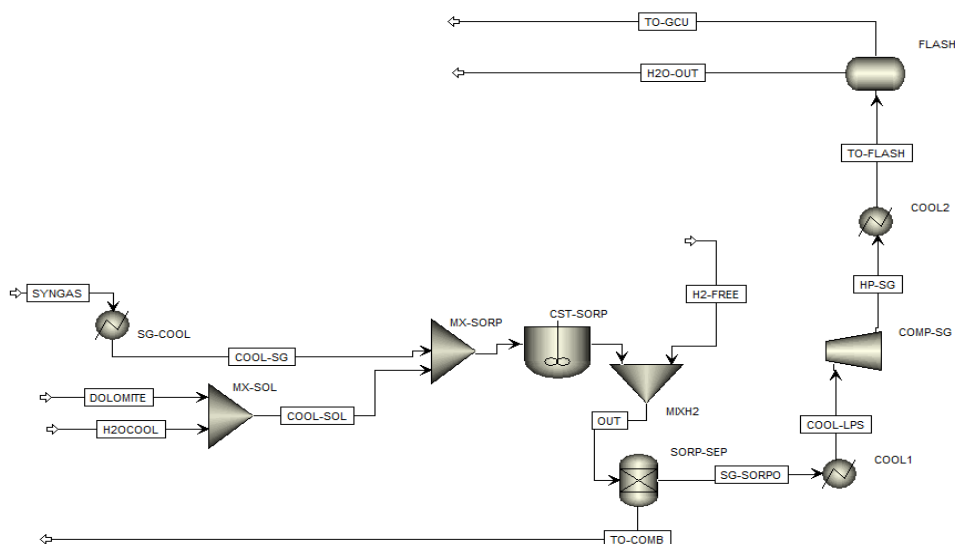 TO-GCU
FLASH
H2O-OUT
TO-FLASH
COOL2
H2-FREE
HP-SG
SYNGAS
CST-SORP
MX-SORP
SG-COOL
COMP-SG
COOL-SG
MX-SOL
DOLOMITE
MIXH2
COOL-SOL
OUT
COOL-LPS
H2OCOOL
SORP-SEP
COOL1
SG-SORPO
TO-COMB